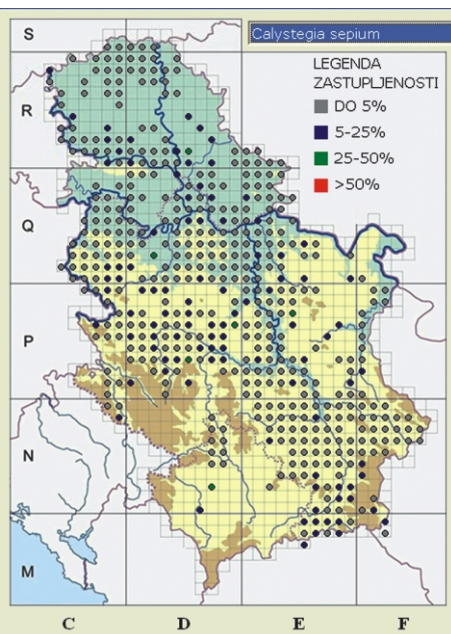 Calystegia sepium
LEGENDA
ZASTUPLJENOSTI
DO 5%
5-25%
25-50%
>50%
S
R
Q
P
N
M
C D E F